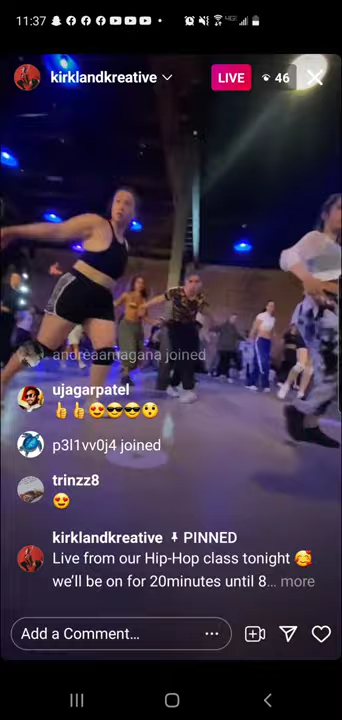 11:37
kirklandkreative
LIVE
46
andreaamagana joined
ujagarpatel
👍👍😍😎😎😮
p3l1vv0j4 joined
trinzz8
😍
kirklandkreative PINNED
Live from our Hip-Hop class tonight 🥰
we'll be on for 20minutes until 8... more
Add a Comment...